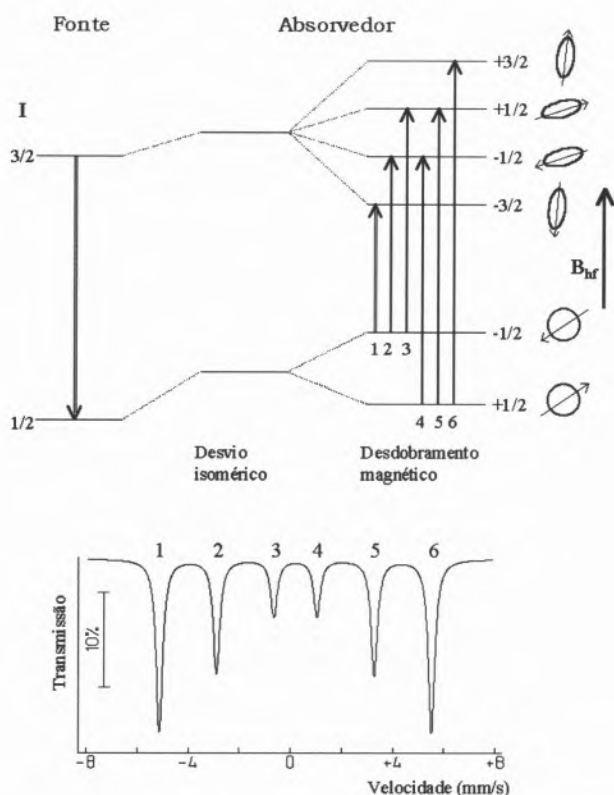 Fonte Absorvedor
+3/2
I +1/2
3/2 -1/2
-3/2
B_hf
-1/2
1 2 3
+1/2
1/2 4 5 6
Desvio Desdobramento
isomérico magnético
1 2 3 4 5 6
Transmissão
10%
-8 -4 0 +4 +8
Velocidade (mm/s)